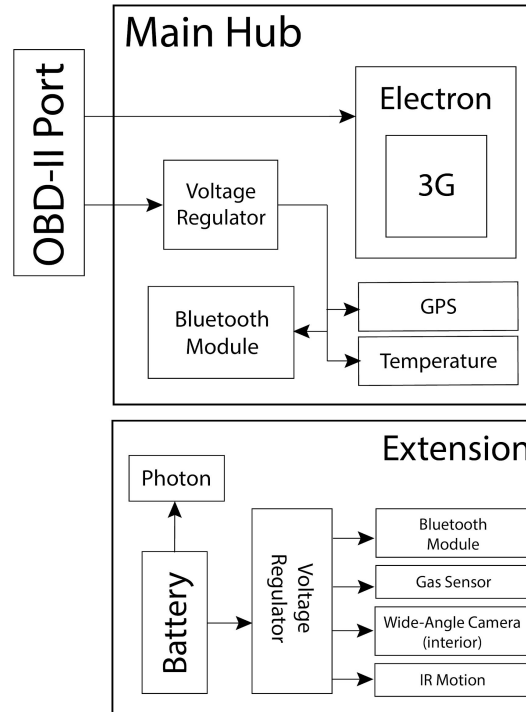 Main Hub
OBD-II Port
Electron
3G
Voltage
Regulator
GPS
Bluetooth
Module
Temperature
Extension
Photon
Battery
Voltage
Regulator
Bluetooth
Module
Gas Sensor
Wide-Angle Camera
(interior)
IR Motion